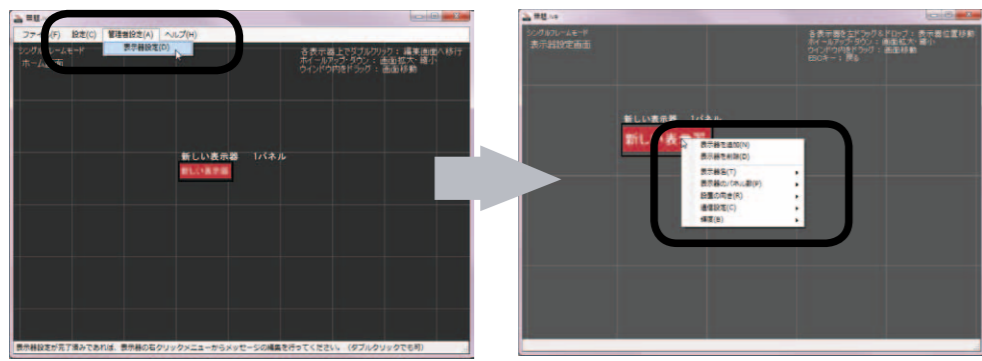 無題.nk
ファイル(F) 設定(C) 管理者設定(A) ヘルプ(H)
表示器設定(D)
シングルフレームモード
ホーム画面
各表示器上でダブルクリック : 編集画面へ移行
ホイールアップ・ダウン : 画面拡大・縮小
ウインドウ内をドラッグ : 画面移動
新しい表示器 1パネル
新しい表示器
表示器設定が完了済みであれば、表示器の右クリックメニューからメッセージの編集を行ってください。(ダブルクリックでも可)
無題.nk
シングルフレームモード
表示器設定画面
各表示器を左ドラッグ&ドロップ : 表示器位置移動
ホイールアップ・ダウン : 画面拡大・縮小
ウインドウ内をドラッグ : 画面移動
ESCキー : 戻る
新しい表示器 1パネル
新しい表示器
表示器を追加(N)
表示器を削除(D)
表示器名(T)
表示器のパネル数(P)
設置の向き(R)
通信設定(C)
輝度(B)